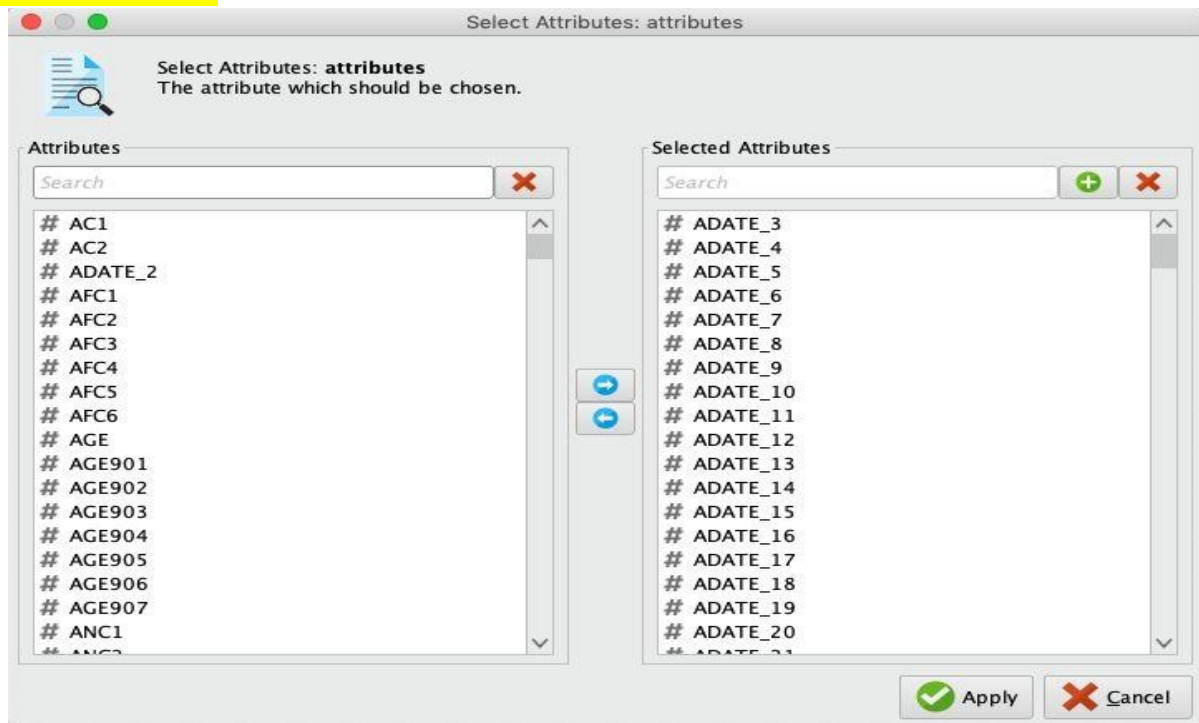 Select Attributes: attributes
Select Attributes: attributes
The attribute which should be chosen.
Attributes
Search
# AC1
# AC2
# ADATE_2
# AFC1
# AFC2
# AFC3
# AFC4
# AFC5
# AFC6
# AGE
# AGE901
# AGE902
# AGE903
# AGE904
# AGE905
# AGE906
# AGE907
# ANC1
Selected Attributes
Search
# ADATE_3
# ADATE_4
# ADATE_5
# ADATE_6
# ADATE_7
# ADATE_8
# ADATE_9
# ADATE_10
# ADATE_11
# ADATE_12
# ADATE_13
# ADATE_14
# ADATE_15
# ADATE_16
# ADATE_17
# ADATE_18
# ADATE_19
# ADATE_20
Apply
Cancel